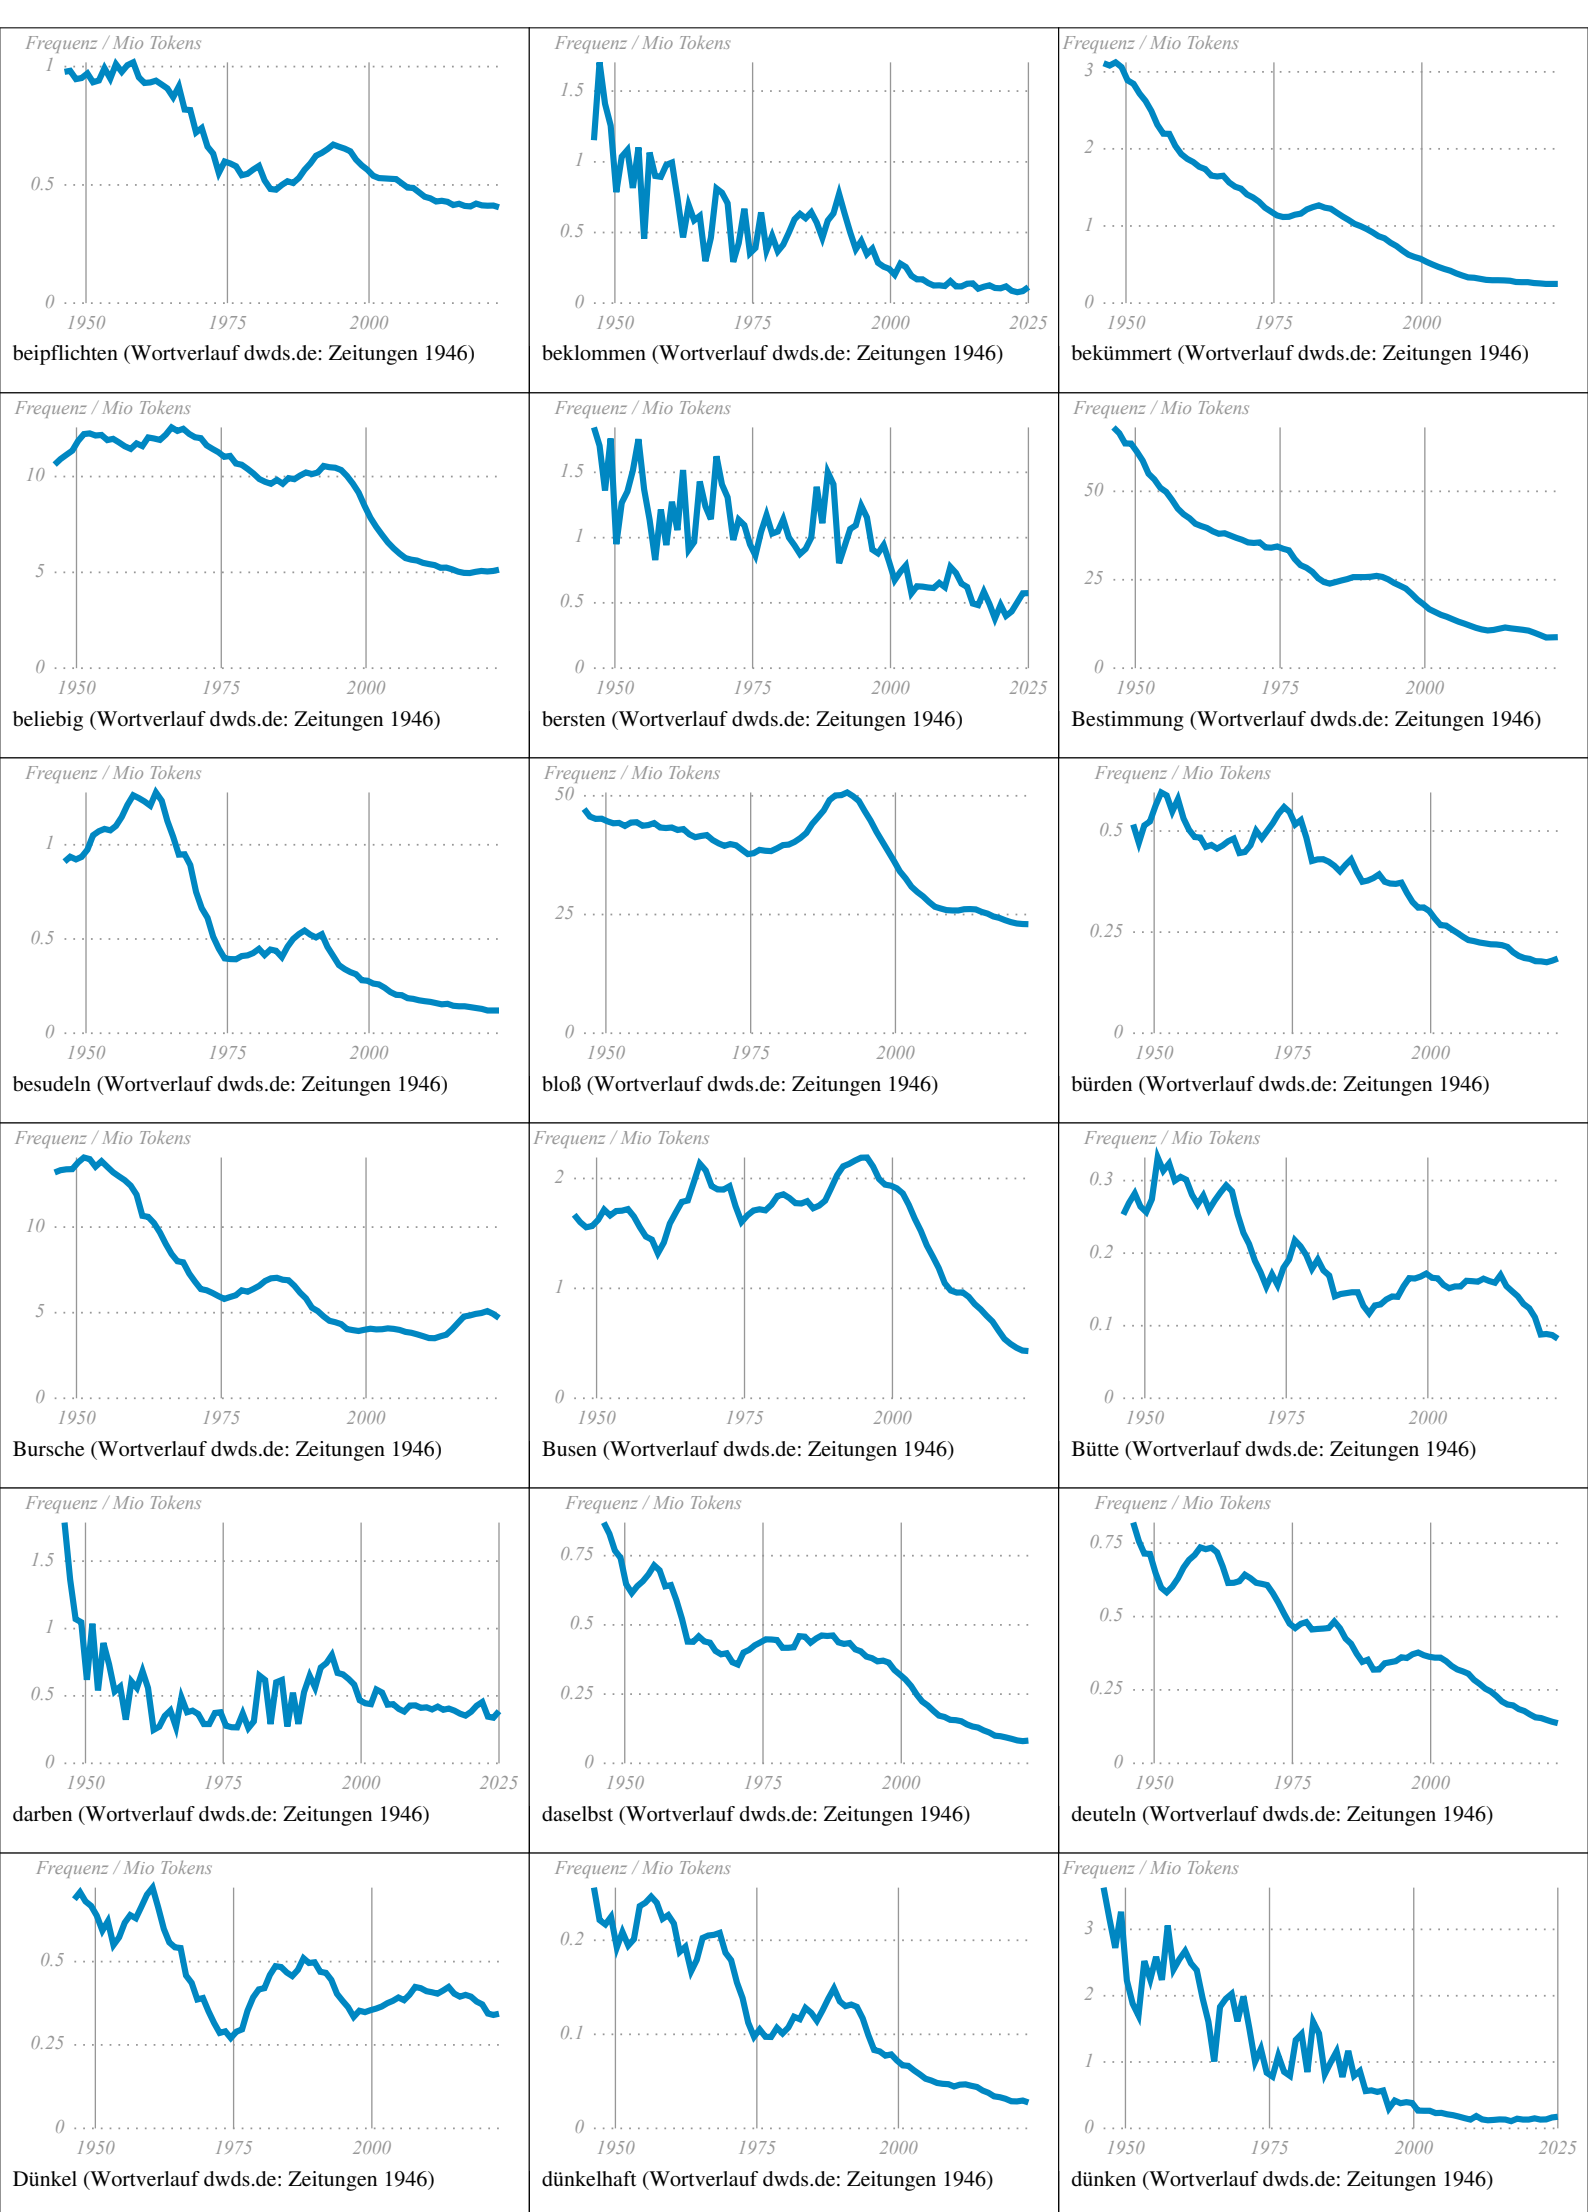 Frequenz / Mio Tokens
1
0.5
0
1950 1975 2000
beipflichten (Wortverlauf dwds.de: Zeitungen 1946)
Frequenz / Mio Tokens
1.5
1
0.5
0
1950 1975 2000 2025
beklommen (Wortverlauf dwds.de: Zeitungen 1946)
Frequenz / Mio Tokens
3
2
1
0
1950 1975 2000
bekümmert (Wortverlauf dwds.de: Zeitungen 1946)
Frequenz / Mio Tokens
10
5
0
1950 1975 2000
beliebig (Wortverlauf dwds.de: Zeitungen 1946)
Frequenz / Mio Tokens
1.5
1
0.5
0
1950 1975 2000 2025
bersten (Wortverlauf dwds.de: Zeitungen 1946)
Frequenz / Mio Tokens
50
25
0
1950 1975 2000
Bestimmung (Wortverlauf dwds.de: Zeitungen 1946)
Frequenz / Mio Tokens
1
0.5
0
1950 1975 2000
besudeln (Wortverlauf dwds.de: Zeitungen 1946)
Frequenz / Mio Tokens
50
25
0
1950 1975 2000
bloß (Wortverlauf dwds.de: Zeitungen 1946)
Frequenz / Mio Tokens
0.5
0.25
0
1950 1975 2000
bürden (Wortverlauf dwds.de: Zeitungen 1946)
Frequenz / Mio Tokens
10
5
0
1950 1975 2000
Bursche (Wortverlauf dwds.de: Zeitungen 1946)
Frequenz / Mio Tokens
2
1
0
1950 1975 2000
Busen (Wortverlauf dwds.de: Zeitungen 1946)
Frequenz / Mio Tokens
0.3
0.2
0.1
0
1950 1975 2000
Bütte (Wortverlauf dwds.de: Zeitungen 1946)
Frequenz / Mio Tokens
1.5
1
0.5
0
1950 1975 2000 2025
darben (Wortverlauf dwds.de: Zeitungen 1946)
Frequenz / Mio Tokens
0.75
0.5
0.25
0
1950 1975 2000
daselbst (Wortverlauf dwds.de: Zeitungen 1946)
Frequenz / Mio Tokens
0.75
0.5
0.25
0
1950 1975 2000
deuteln (Wortverlauf dwds.de: Zeitungen 1946)
Frequenz / Mio Tokens
0.5
0.25
0
1950 1975 2000
Dünkel (Wortverlauf dwds.de: Zeitungen 1946)
Frequenz / Mio Tokens
0.2
0.1
0
1950 1975 2000
dünkelhaft (Wortverlauf dwds.de: Zeitungen 1946)
Frequenz / Mio Tokens
3
2
1
0
1950 1975 2000 2025
dünken (Wortverlauf dwds.de: Zeitungen 1946)